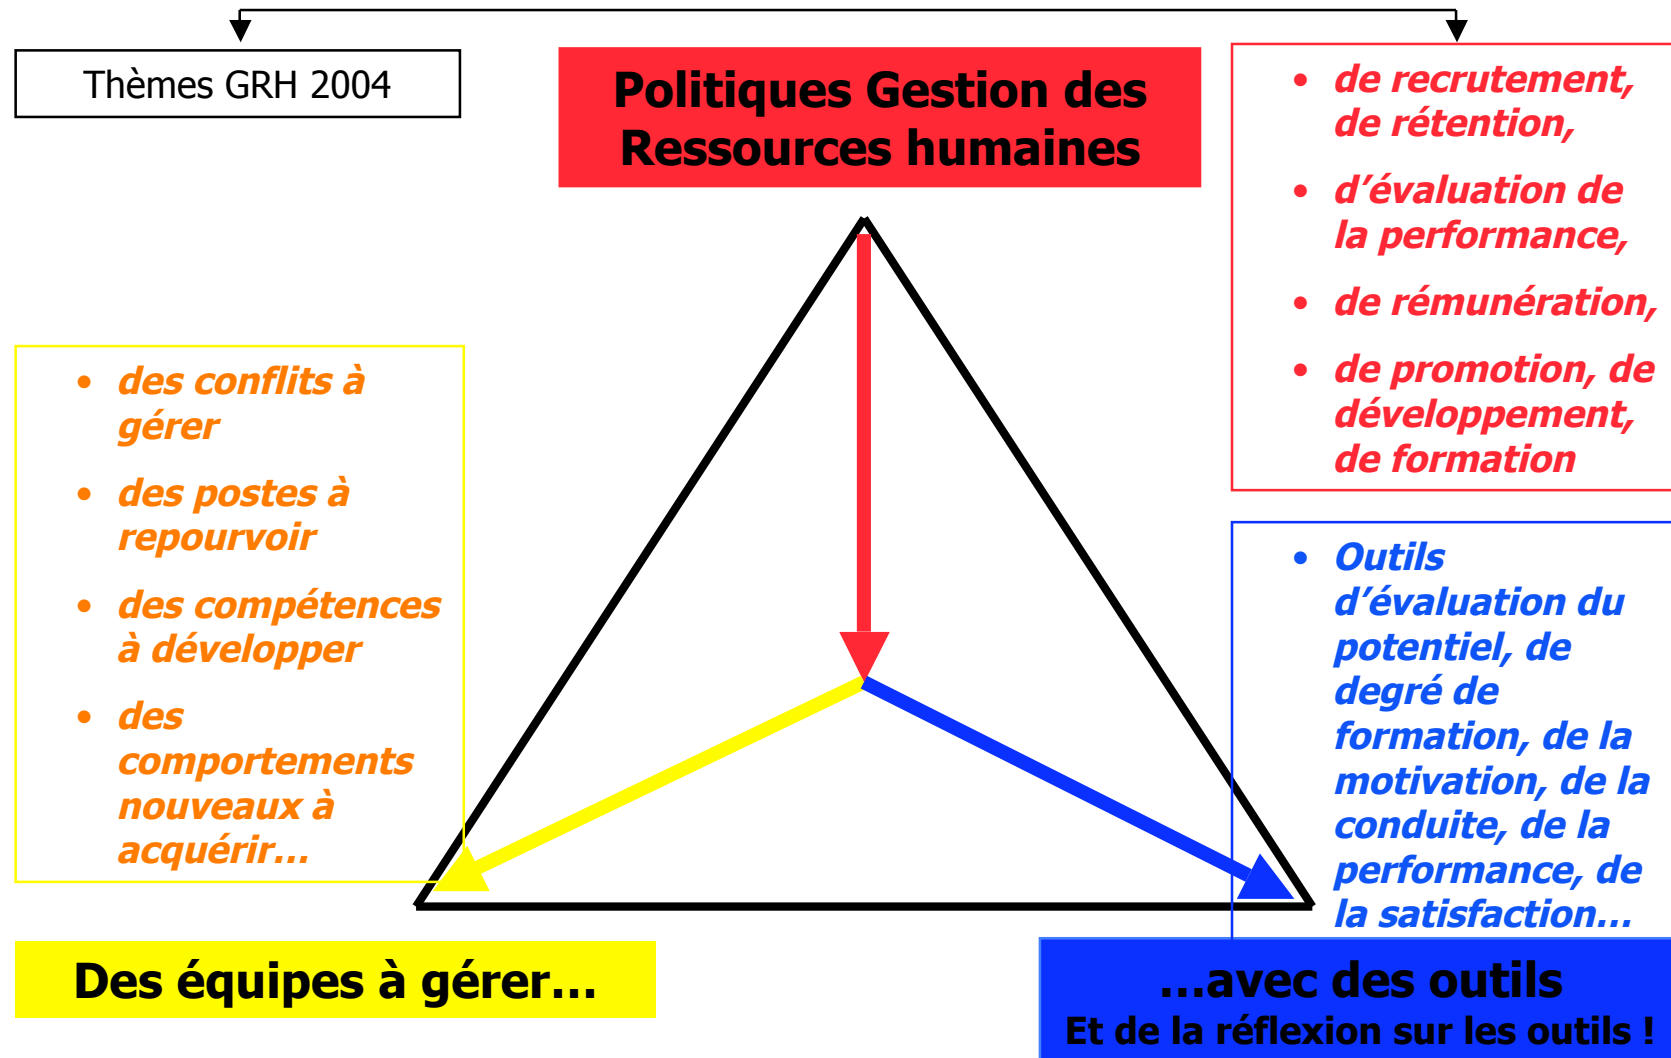 Thèmes GRH 2004
Politiques Gestion des
Ressources humaines
• de recrutement,
de rétention,
• d’évaluation de
la performance,
• de rémunération,
• de promotion, de
développement,
de formation
• des conflits à
gérer
• des postes à
repourvoir
• des compétences
à développer
• des
comportements
nouveaux à
acquérir…
• Outils
d’évaluation du
potentiel, de
degré de
formation, de la
motivation, de la
conduite, de la
performance, de
la satisfaction…
Des équipes à gérer…
…avec des outils
Et de la réflexion sur les outils !